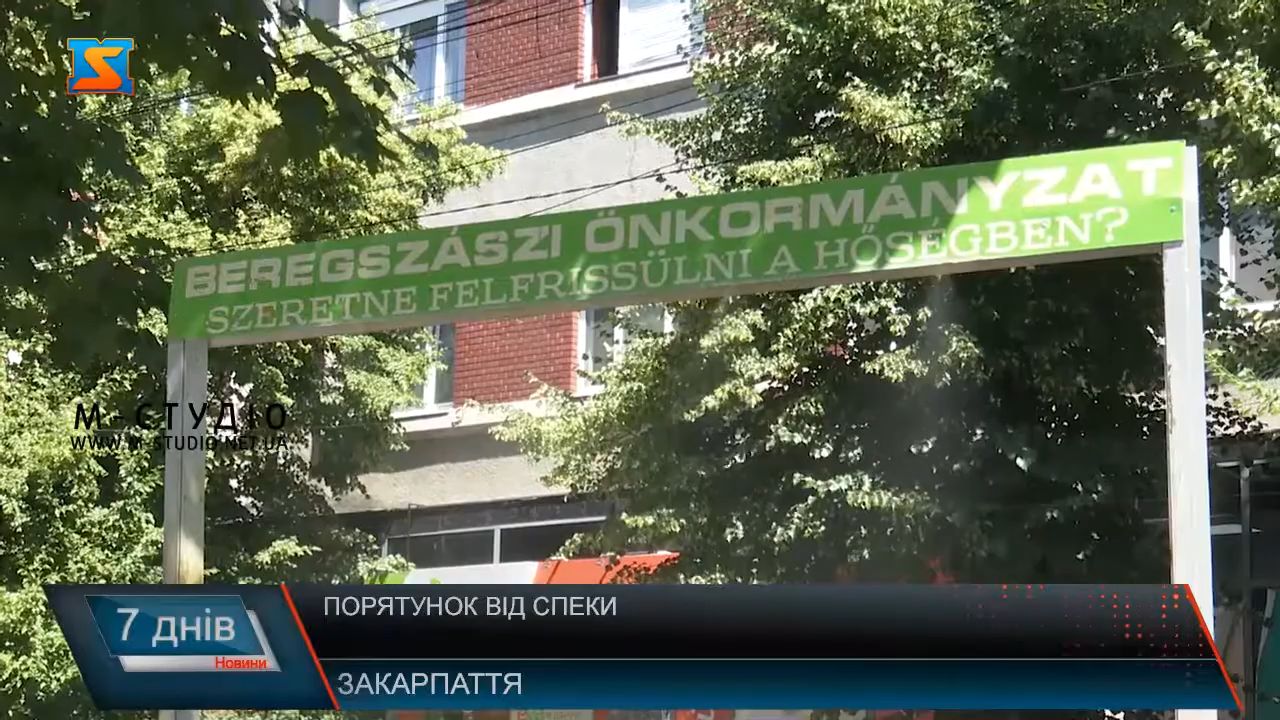 BEREGSZÁSZI ÖNKORMÁNYZAT
SZERETNE FELFRISSÜLNI A HŐSÉGBEN?
М-СТУДІО
WWW.M-STUDIO.NET.UA
7 днів
Новини
ПОРЯТУНОК ВІД СПЕКИ
ЗАКАРПАТТЯ